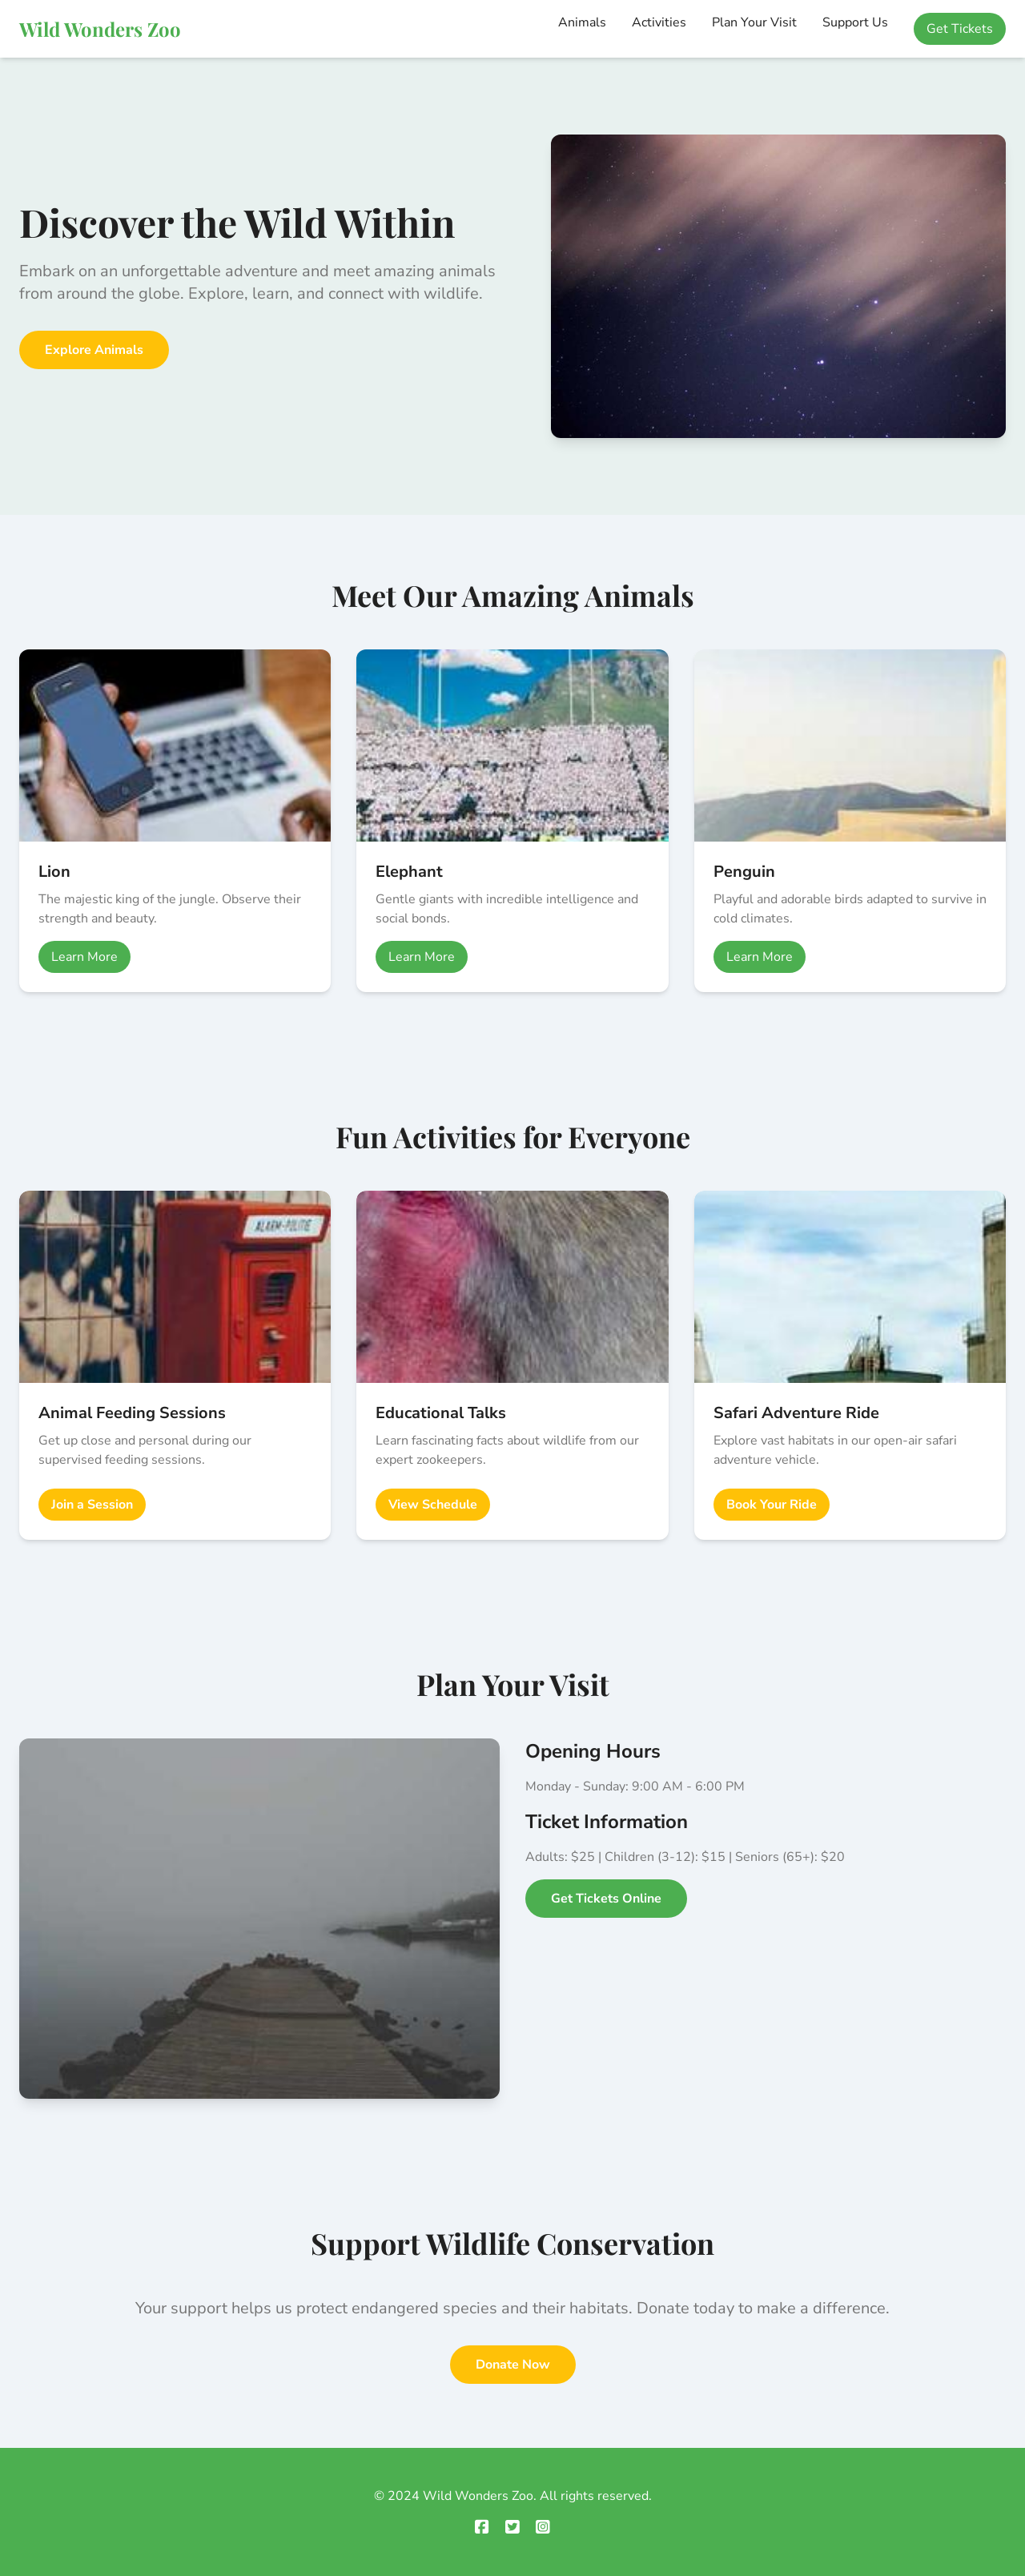 Wild Wonders Zoo
Animals
Activities
Plan Your Visit
Support Us
Get Tickets
Discover the Wild Within
Embark on an unforgettable adventure and meet amazing animals
from around the globe. Explore, learn, and connect with wildlife.
Explore Animals
Meet Our Amazing Animals
Lion
The majestic king of the jungle. Observe their
strength and beauty.
Learn More
Elephant
Gentle giants with incredible intelligence and
social bonds.
Learn More
Penguin
Playful and adorable birds adapted to survive in
cold climates.
Learn More
Fun Activities for Everyone
ALARM-POLITIE
Animal Feeding Sessions
Get up close and personal during our
supervised feeding sessions.
Join a Session
Educational Talks
Learn fascinating facts about wildlife from our
expert zookeepers.
View Schedule
Safari Adventure Ride
Explore vast habitats in our open-air safari
adventure vehicle.
Book Your Ride
Plan Your Visit
Opening Hours
Monday - Sunday: 9:00 AM - 6:00 PM
Ticket Information
Adults: $25 | Children (3-12): $15 | Seniors (65+): $20
Get Tickets Online
Support Wildlife Conservation
Your support helps us protect endangered species and their habitats. Donate today to make a difference.
Donate Now
© 2024 Wild Wonders Zoo. All rights reserved.